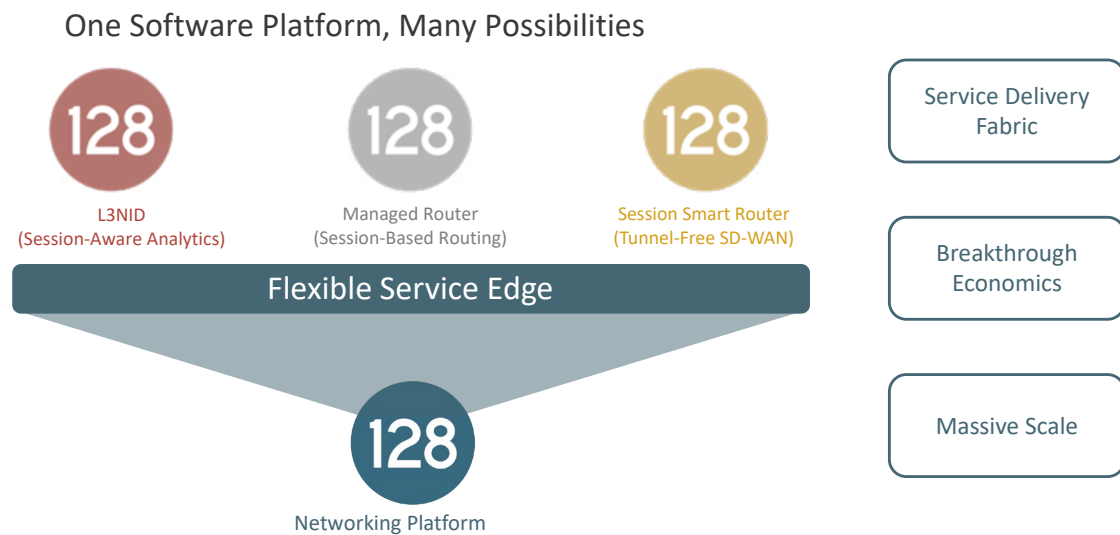 One Software Platform, Many Possibilities
128
128
128
L3NID
(Session-Aware Analytics)
Managed Router
(Session-Based Routing)
Session Smart Router
(Tunnel-Free SD-WAN)
Flexible Service Edge
128
Networking Platform
Service Delivery
Fabric
Breakthrough
Economics
Massive Scale